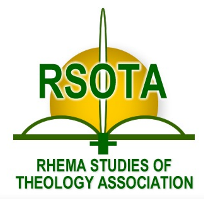 RSOTA
RHEMA STUDIES OF
THEOLOGY ASSOCIATION